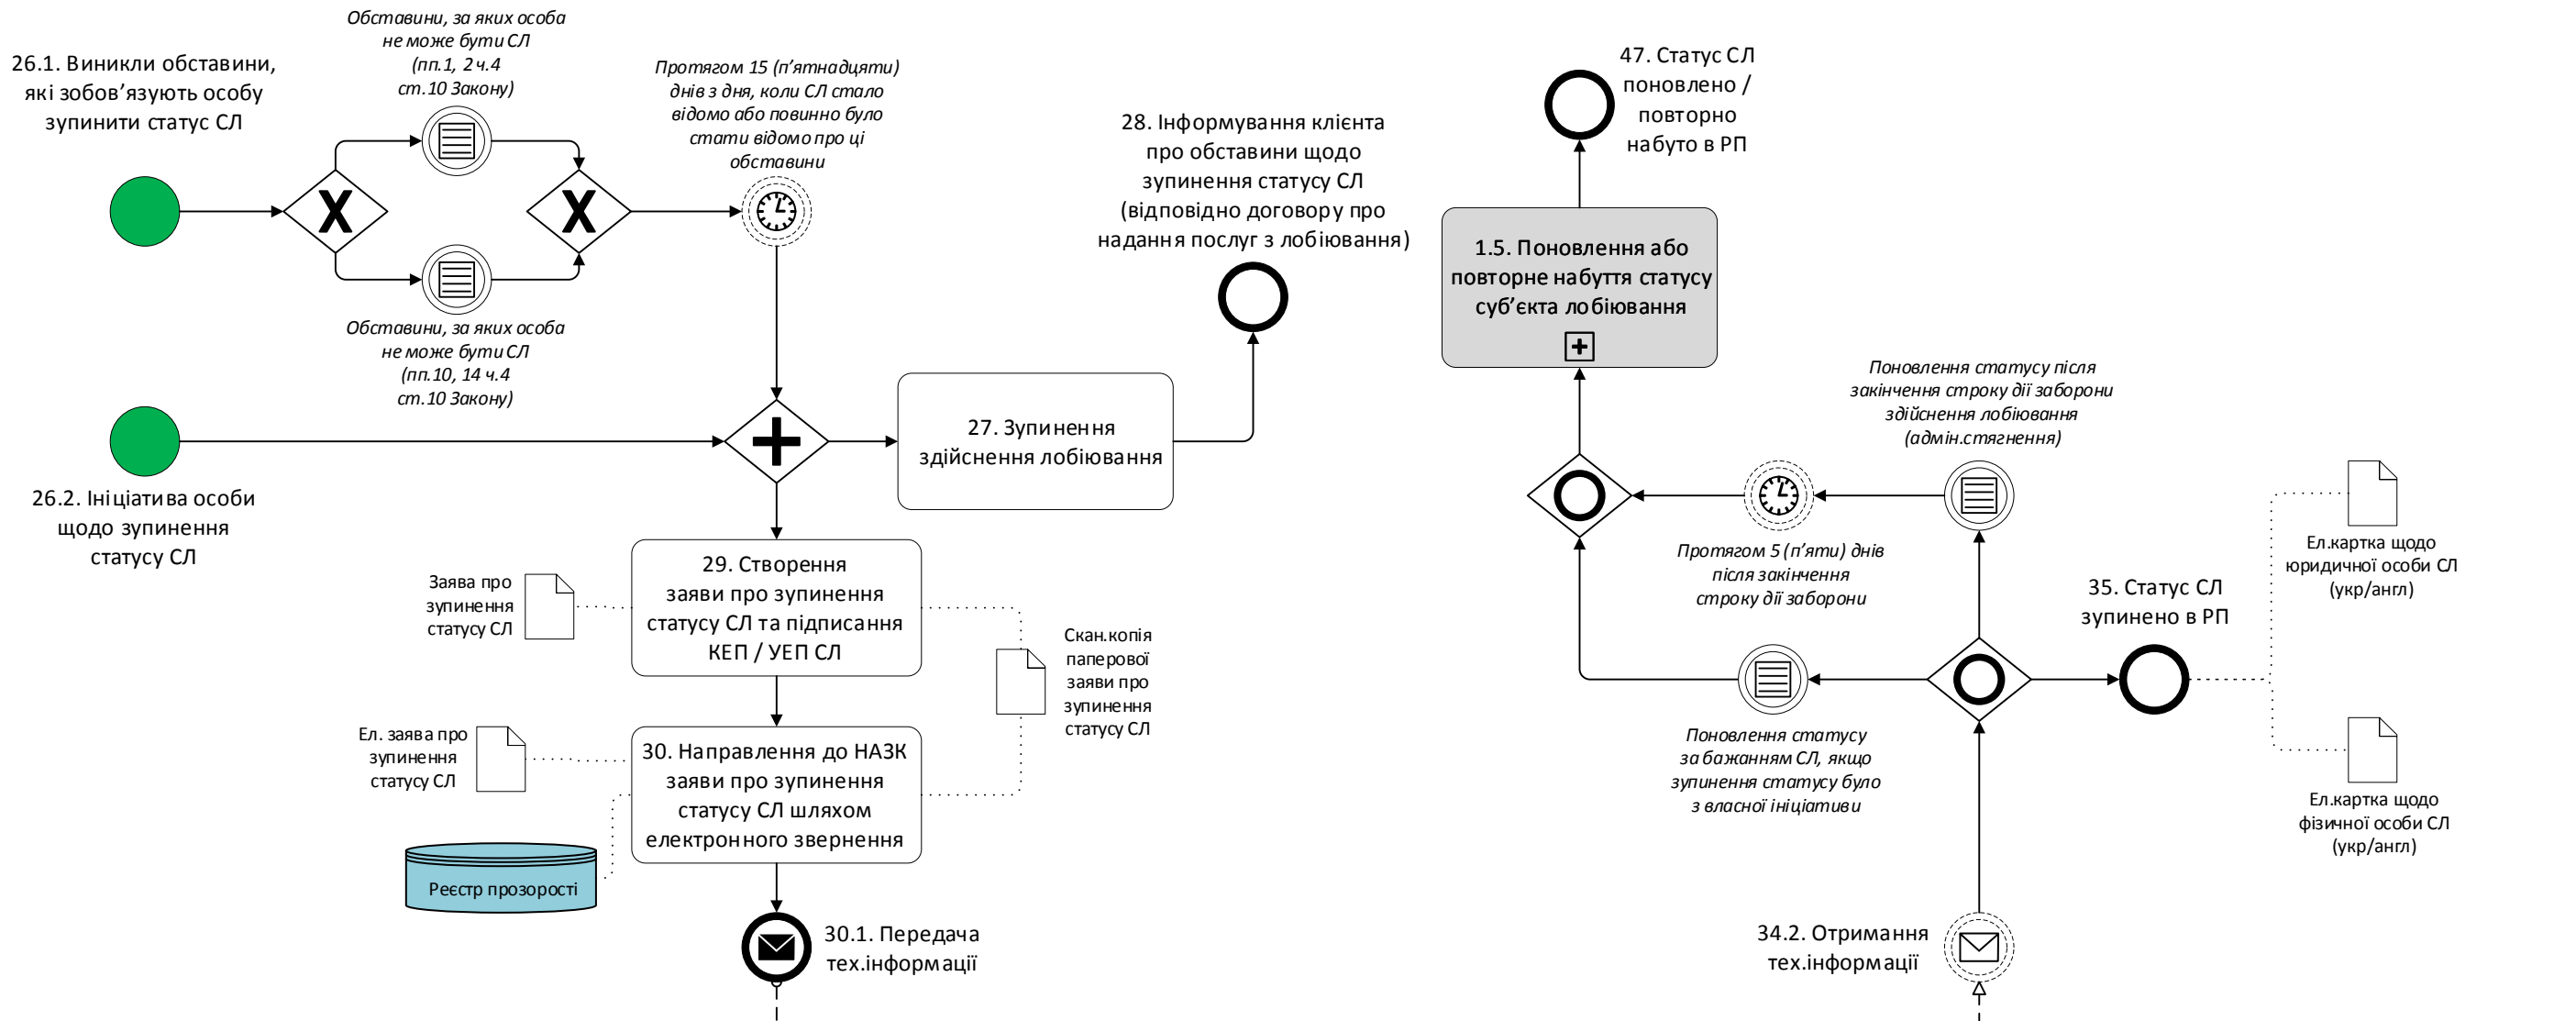 Обставини, за яких особа
не може бути СЛ
(пп.1, 2 ч.4
ст.10 Закону)
26.1. Виникли обставини,
які зобов’язують особу
зупинити статус СЛ
Протягом 15 (п’ятнадцяти)
днів з дня, коли СЛ стало
відомо або повинно було
стати відомо про ці
обставини
Обставини, за яких особа
не може бути СЛ
(пп.10, 14 ч.4
ст.10 Закону)
28. Інформування клієнта
про обставини щодо
зупинення статусу СЛ
(відповідно договору про
надання послуг з лобіювання)
26.2. Ініціатива особи
щодо зупинення
статусу СЛ
27. Зупинення
здійснення лобіювання
29. Створення
заяви про зупинення
статусу СЛ та підписання
КЕП / УЕП СЛ
Заява про
зупинення
статусу СЛ
Скан.копія
паперової
заяви про
зупинення
статусу СЛ
Ел. заява про
зупинення
статусу СЛ
30. Направлення до НАЗК
заяви про зупинення
статусу СЛ шляхом
електронного звернення
Реєстр прозорості
30.1. Передача
тех.інформації
47. Статус СЛ
поновлено /
повторно
набуто в РП
1.5. Поновлення або
повторне набуття статусу
суб’єкта лобіювання
Поновлення статусу після
закінчення строку дії заборони
здійснення лобіювання
(адмін.стягнення)
Протягом 5 (п’яти) днів
після закінчення
строку дії заборони
35. Статус СЛ
зупинено в РП
Ел.картка щодо
юридичної особи СЛ
(укр/англ)
Поновлення статусу
за бажанням СЛ, якщо
зупинення статусу було
з власної ініціативи
Ел.картка щодо
фізичної особи СЛ
(укр/англ)
34.2. Отримання
тех.інформації